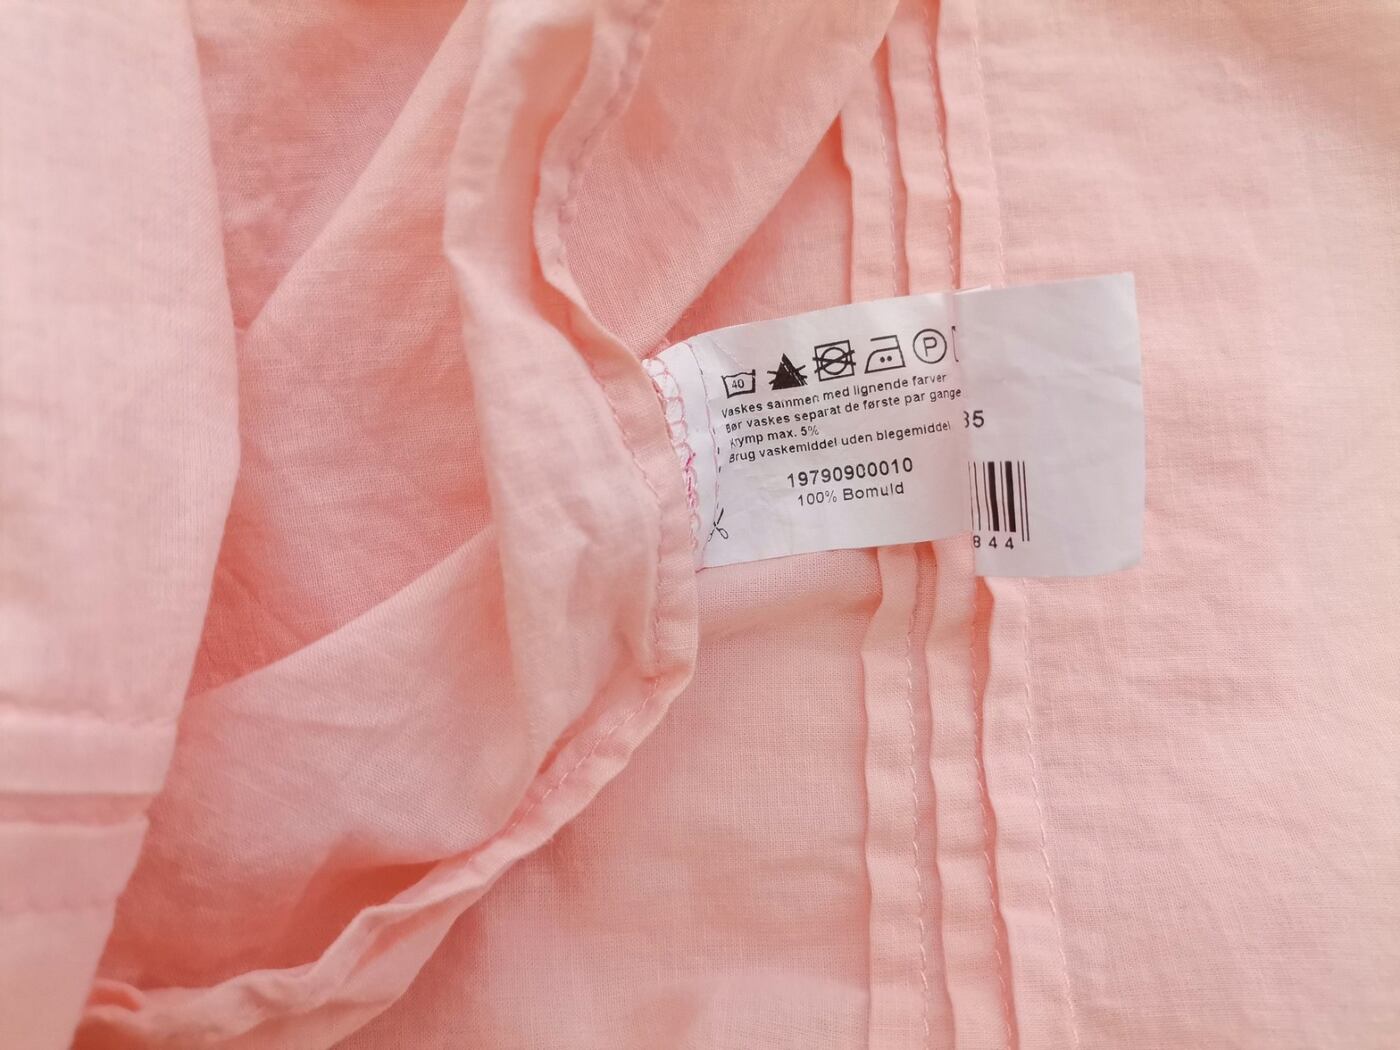 40 P
Vaskes sammen med lignende farver
Bør vaskes separat de første par gange
Krymp max. 5%
Brug vaskemiddel uden blegemiddel
19790900010
100% Bomuld
35
844